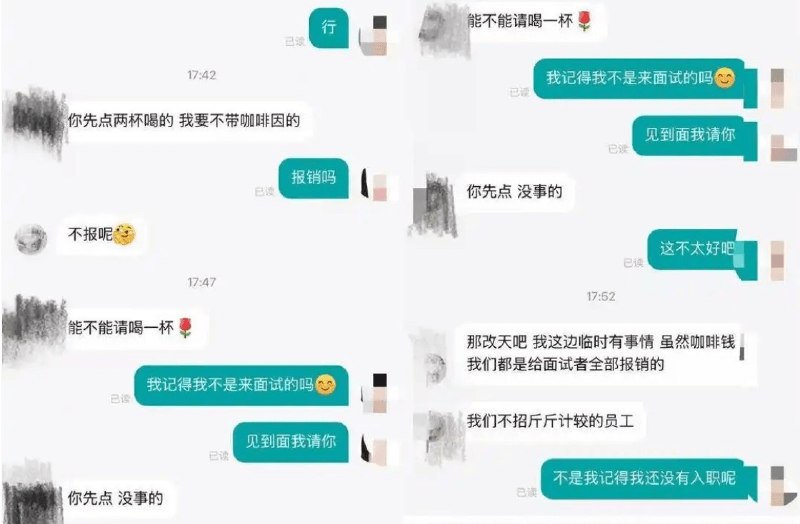 行
已读
17:42
你先点两杯喝的 我要不带咖啡因的
报销吗
已读
不报呢
17:47
能不能请喝一杯
我记得我不是来面试的吗
已读
见到面我请你
已读
你先点 没事的
能不能请喝一杯
我记得我不是来面试的吗
已读
见到面我请你
已读
你先点 没事的
这不太好吧
已读
17:52
那改天吧 我这边临时有事情 虽然咖啡钱
我们都是给面试者全部报销的
我们不招斤斤计较的员工
不是我记得我还没有入职呢
已读